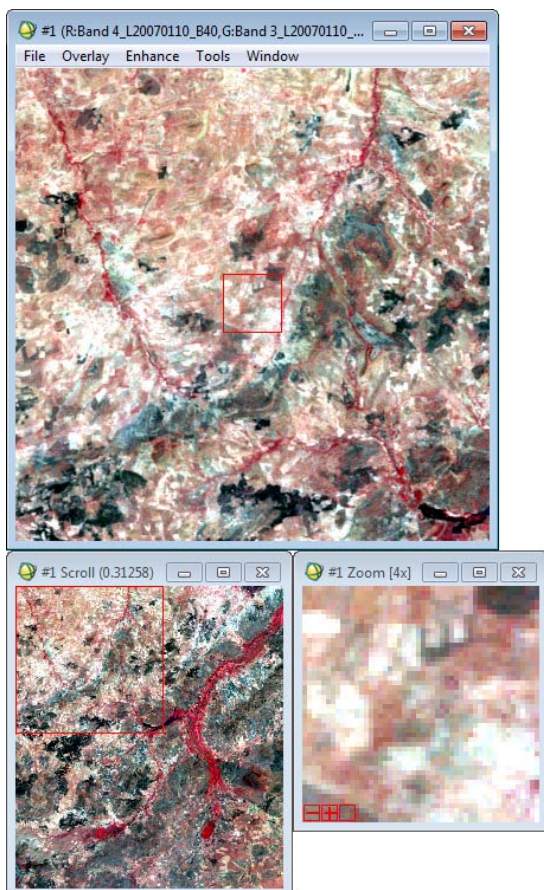 #1 (R:Band 4_L20070110_B40,G:Band 3_L20070110_...
File Overlay Enhance Tools Window
#1 Scroll (0.31258)
#1 Zoom [4x]